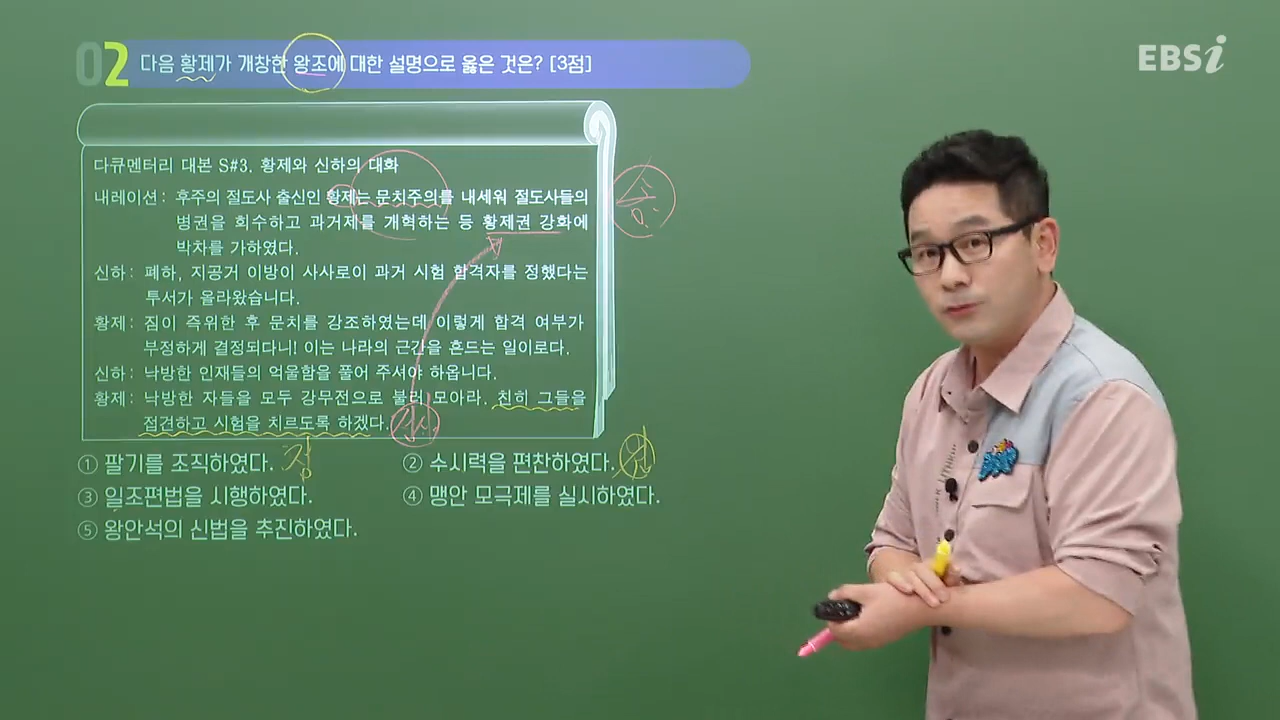 02 다음 황제가 개창한 왕조에 대한 설명으로 옳은 것은? [3점]
EBSi
다큐멘터리 대본 S#3. 황제와 신하의 대화
내레이션: 후주의 절도사 출신인 황제는 문치주의를 내세워 절도사들의
병권을 회수하고 과거제를 개혁하는 등 황제권 강화에
박차를 가하였다.
송
신하: 폐하, 지공거 이방이 사사로이 과거 시험 합격자를 정했다는
투서가 올라왔습니다.
황제: 짐이 즉위한 후 문치를 강조하였는데 이렇게 합격 여부가
부정하게 결정되다니! 이는 나라의 근간을 흔드는 일이로다.
신하: 낙방한 인재들의 억울함을 풀어 주셔야 하옵니다.
황제: 낙방한 자들을 모두 강무전으로 불러 모아라. 친히 그들을
접견하고 시험을 치르도록 하겠다.
① 팔기를 조직하였다. 청
② 수시력을 편찬하였다. 원
③ 일조편법을 시행하였다.
④ 맹안 모극제를 실시하였다.
⑤ 왕안석의 신법을 추진하였다.